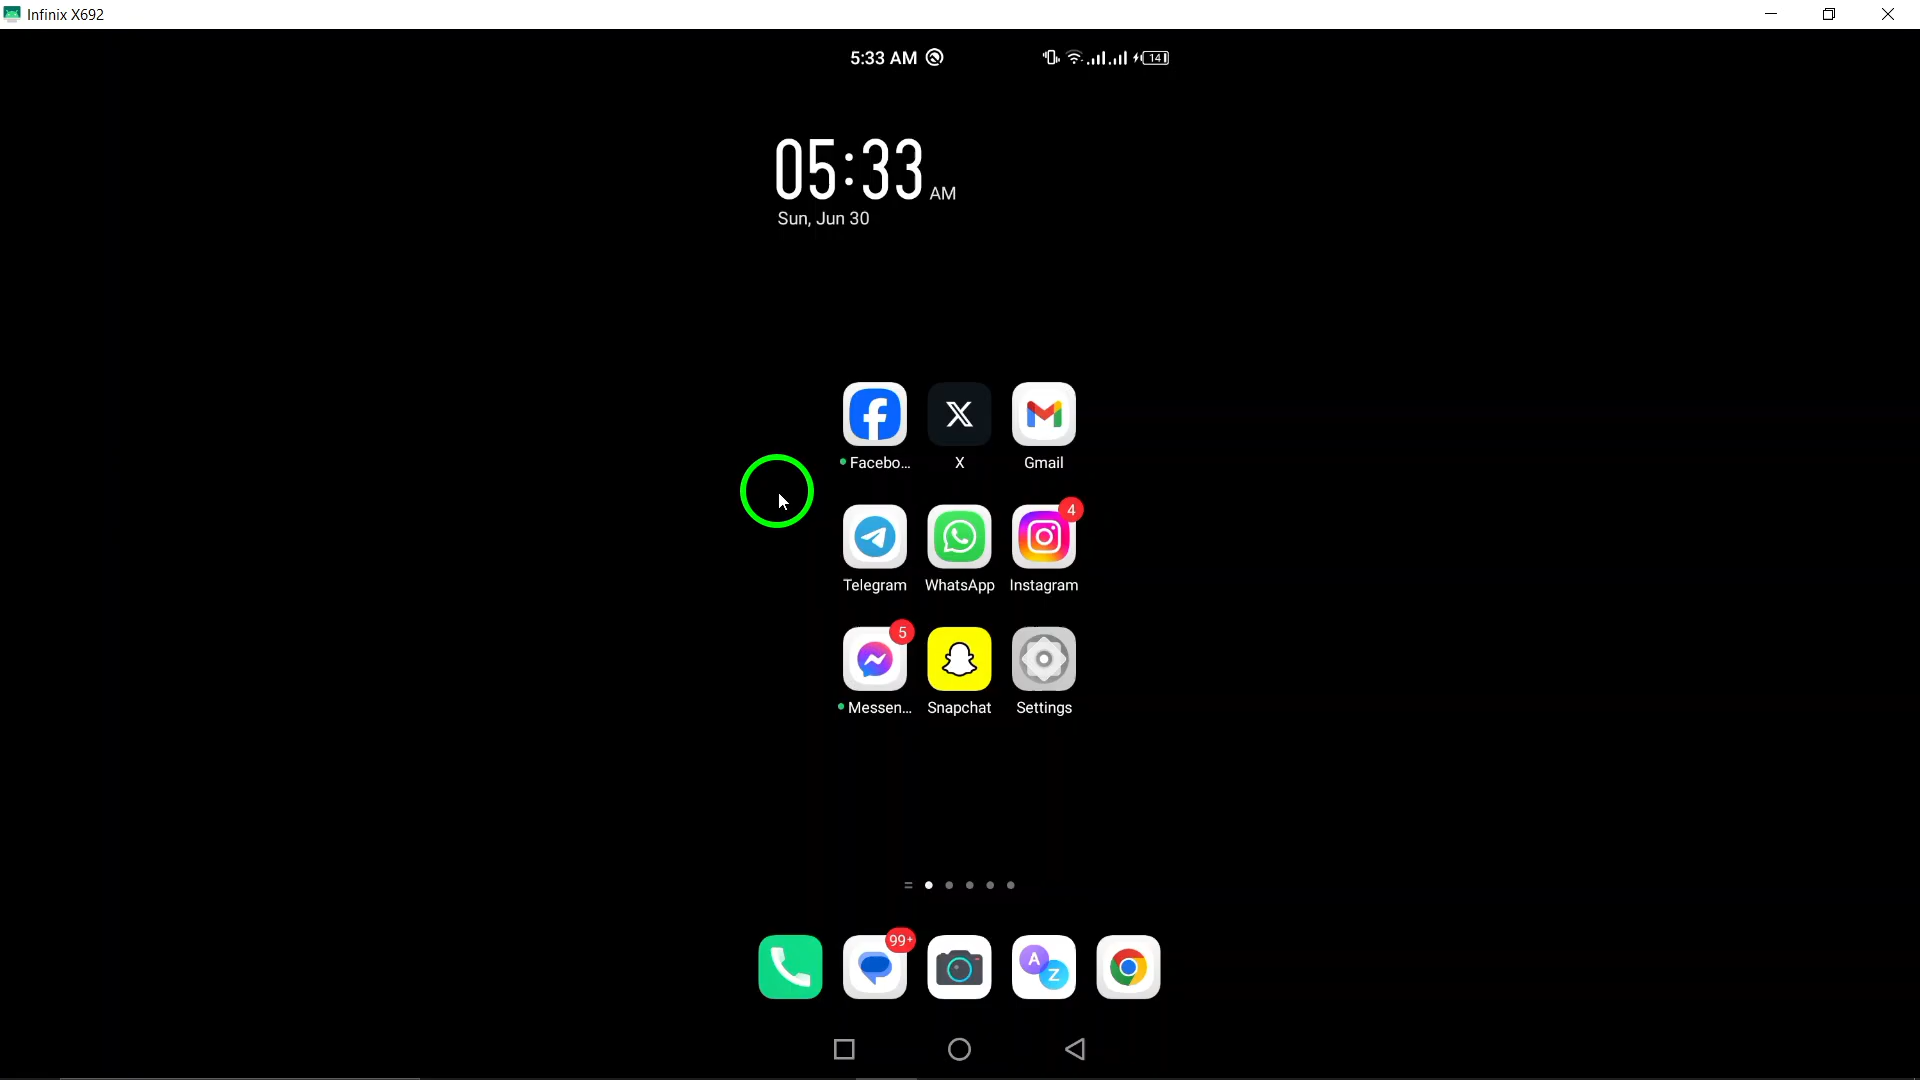 Infinix X692
5:33 AM
14
05:33 AM
Sun, Jun 30
Facebo...
X
Gmail
4
Telegram
WhatsApp
Instagram
5
Messen...
Snapchat
Settings
99+
A
Z